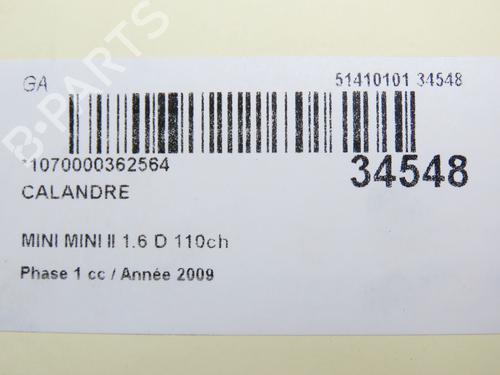 GA
51410101 34548
*1070000362564
34548
CALANDRE
MINI MINI II 1.6 D 110ch
Phase 1 cc / Année 2009
B-PARTS